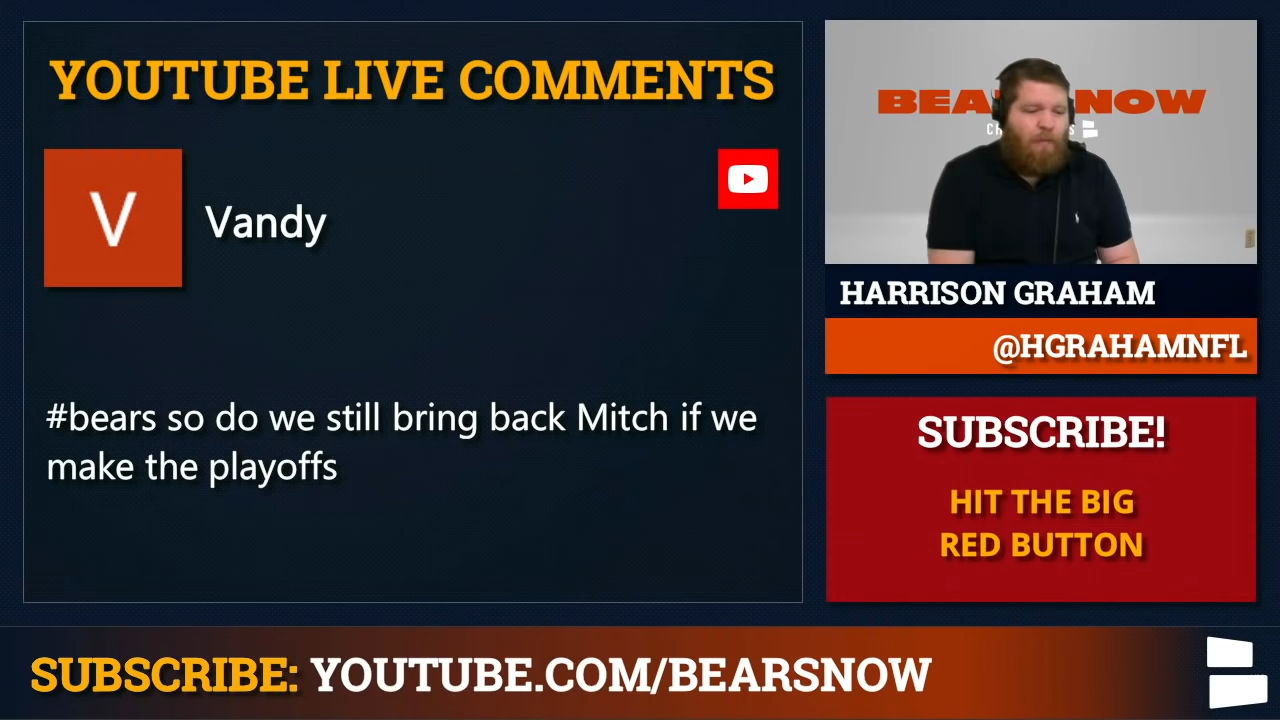 YOUTUBE LIVE COMMENTS
V
Vandy
#bears so do we still bring back Mitch if we
make the playoffs
HARRISON GRAHAM
@HGRAHAMNFL
SUBSCRIBE!
HIT THE BIG
RED BUTTON
SUBSCRIBE: YOUTUBE.COM/BEARSNOW